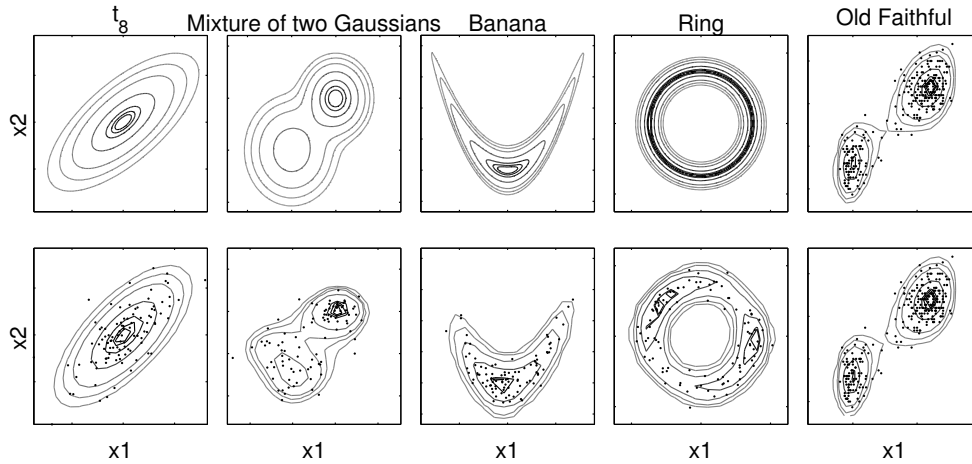 t8
Mixture of two Gaussians
Banana
Ring
Old Faithful
x2
x2
x1
x1
x1
x1
x1